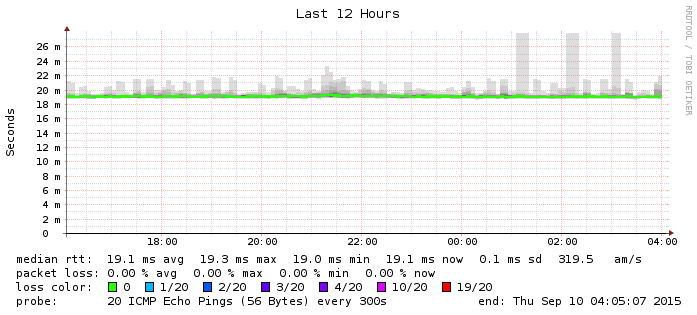 Last 12 Hours
RRDTOOL / TOBI OETIKER
Seconds
26 m
24 m
22 m
20 m
18 m
16 m
14 m
12 m
10 m
8 m
6 m
4 m
2 m
0
18:00 20:00 22:00 00:00 02:00 04:00
median rtt: 19.1 ms avg 19.3 ms max 19.0 ms min 19.1 ms now 0.1 ms sd 319.5 am/s
packet loss: 0.00 % avg 0.00 % max 0.00 % min 0.00 % now
loss color: 0 1/20 2/20 3/20 4/20 10/20 19/20
probe: 20 ICMP Echo Pings (56 Bytes) every 300s end: Thu Sep 10 04:05:07 2015